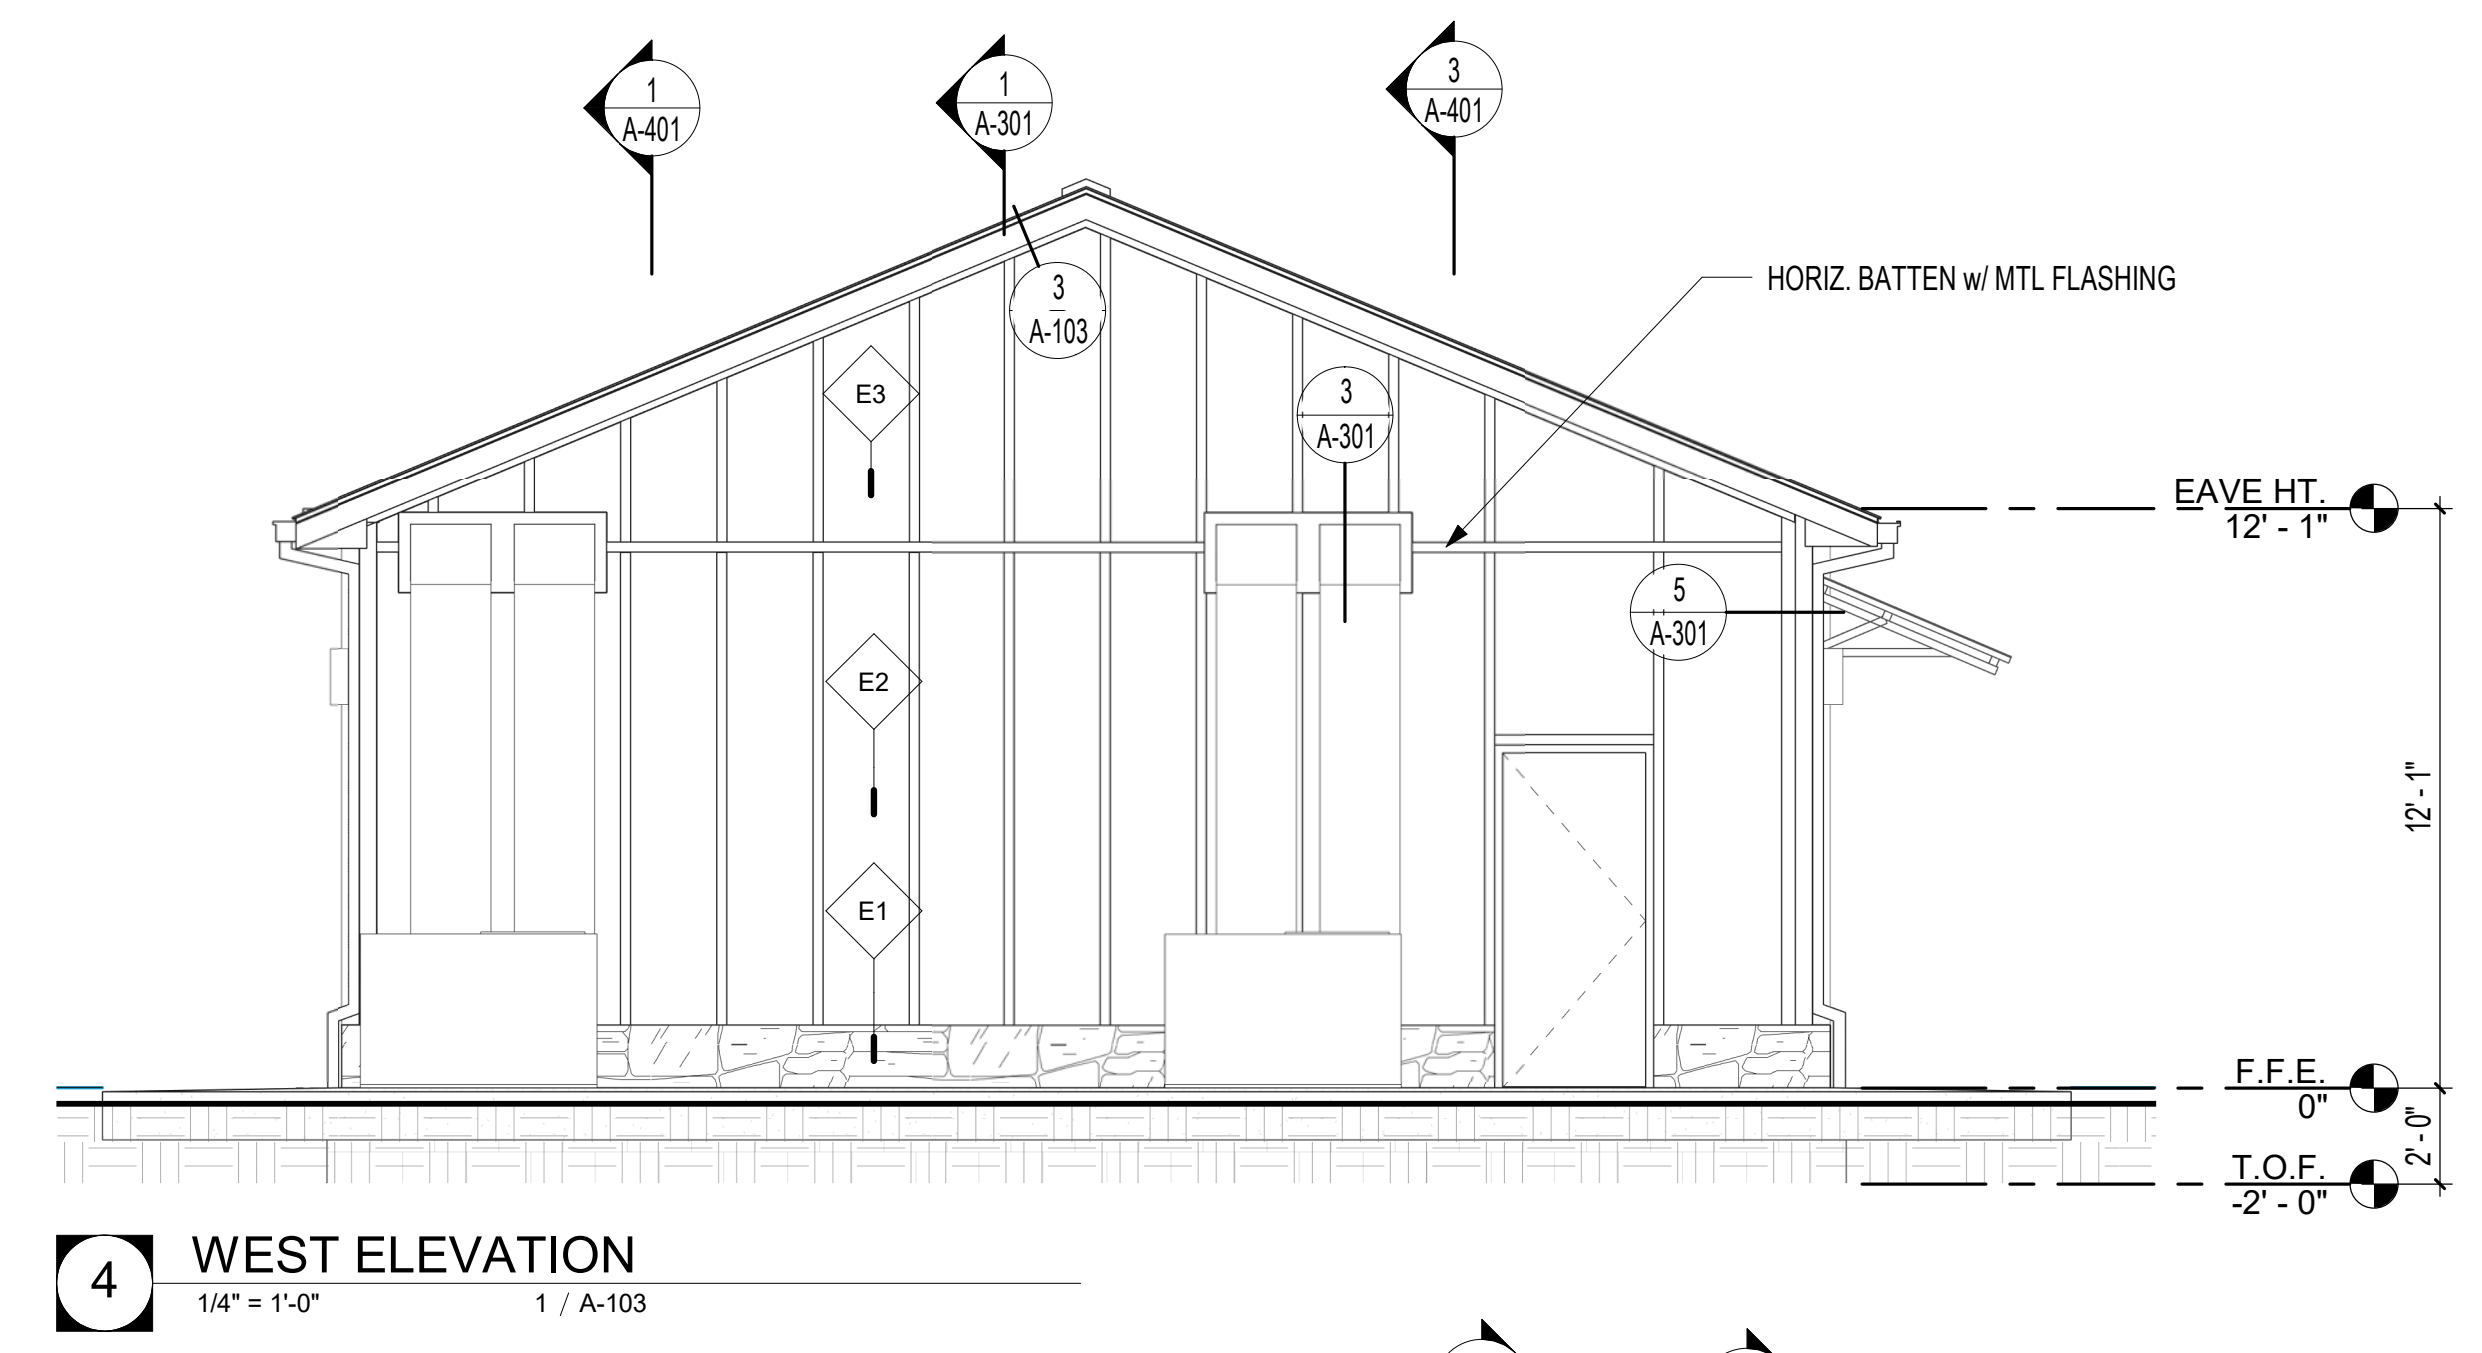 1
A-401
1
A-301
3
A-401
3
A-103
HORIZ. BATTEN w/ MTL FLASHING
E3
3
A-301
EAVE HT.
12' - 1"
5
A-301
E2
12' - 1"
E1
F.F.E.
0"
2' - 0"
T.O.F.
-2' - 0"
4
WEST ELEVATION
1/4" = 1'-0"
1 / A-103